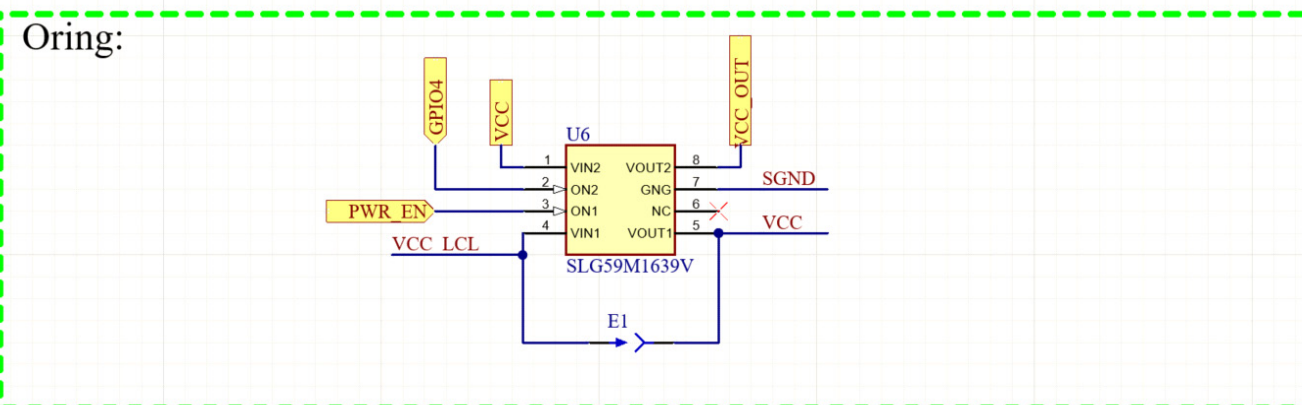 Oring:
GPIO4
VCC
VCC_OUT
U6
1 VIN2 VOUT2 8
2 ON2 GNG 7 SGND
PWR_EN 3 ON1 NC 6
4 VIN1 VOUT1 5 VCC
VCC_LCL
SLG59M1639V
E1